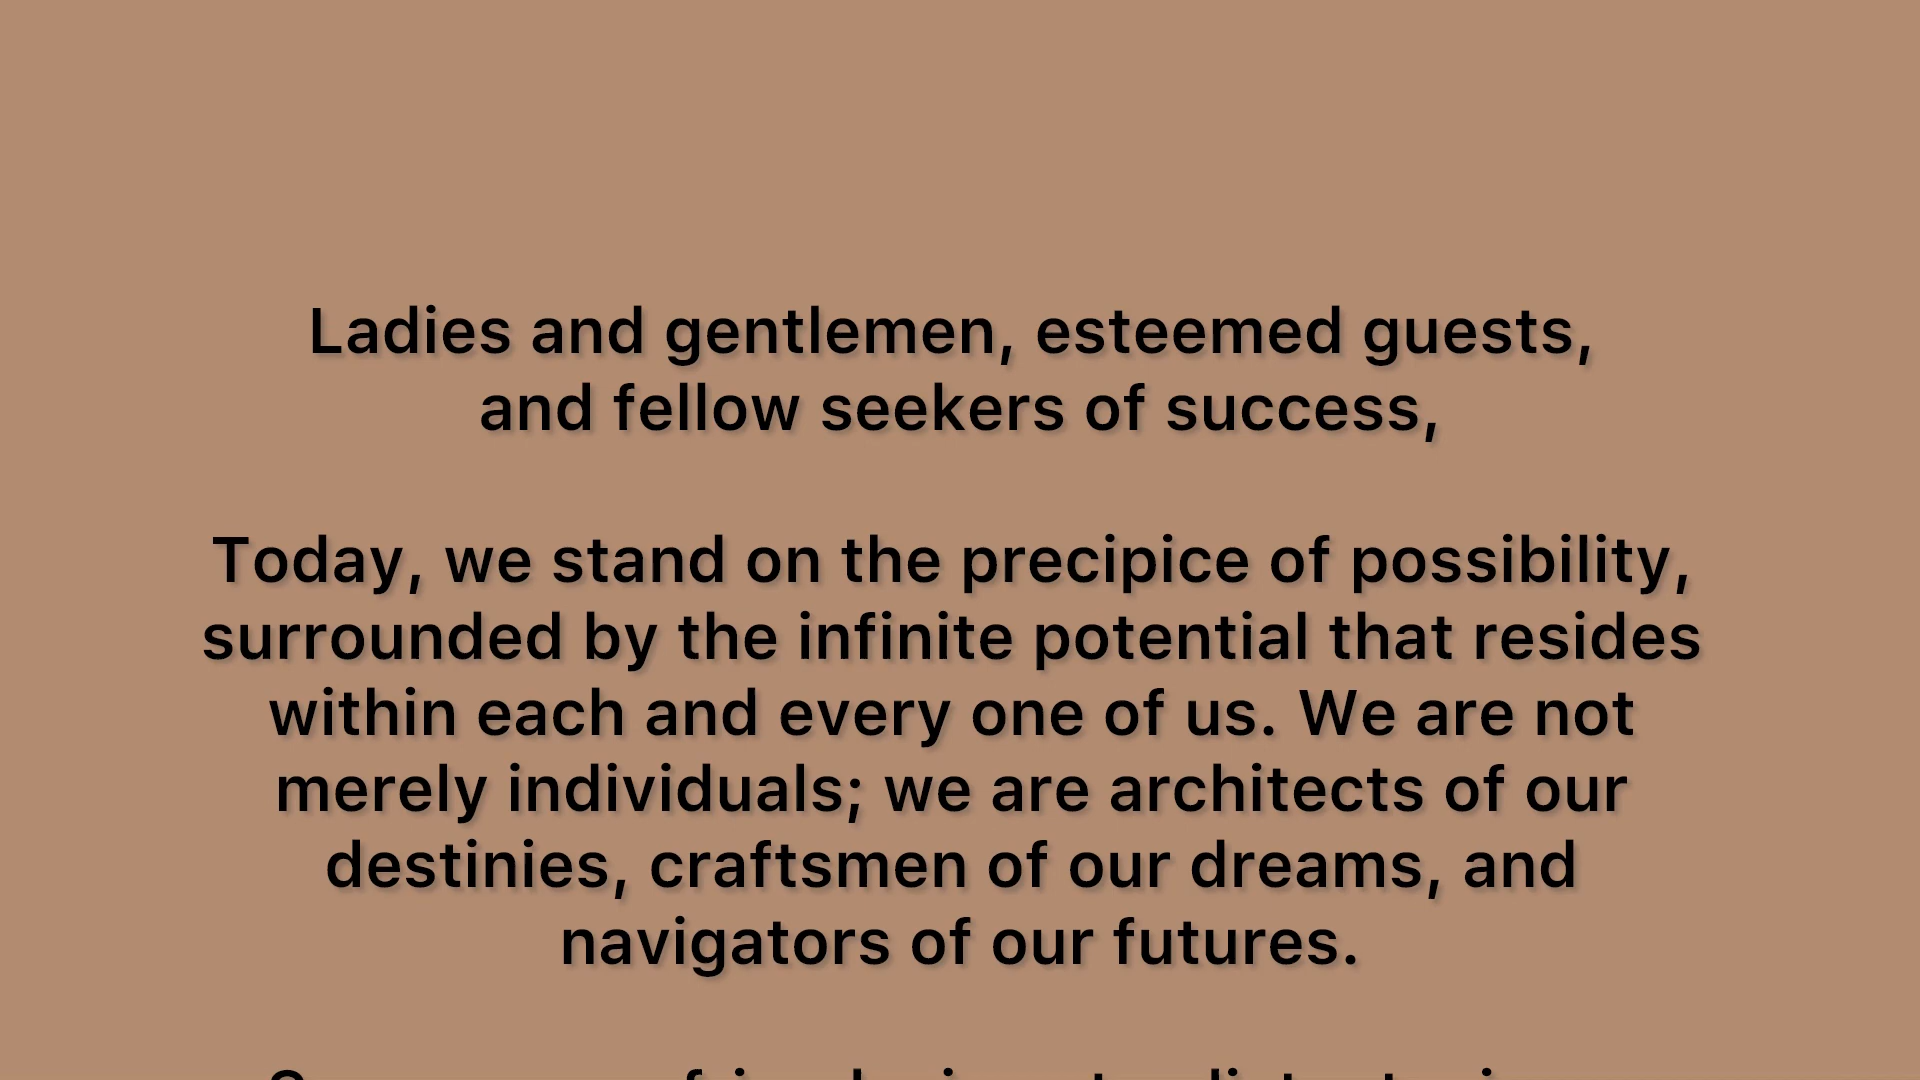 Ladies and gentlemen, esteemed guests,
and fellow seekers of success,
Today, we stand on the precipice of possibility,
surrounded by the infinite potential that resides
within each and every one of us. We are not
merely individuals; we are architects of our
destinies, craftsmen of our dreams, and
navigators of our futures.